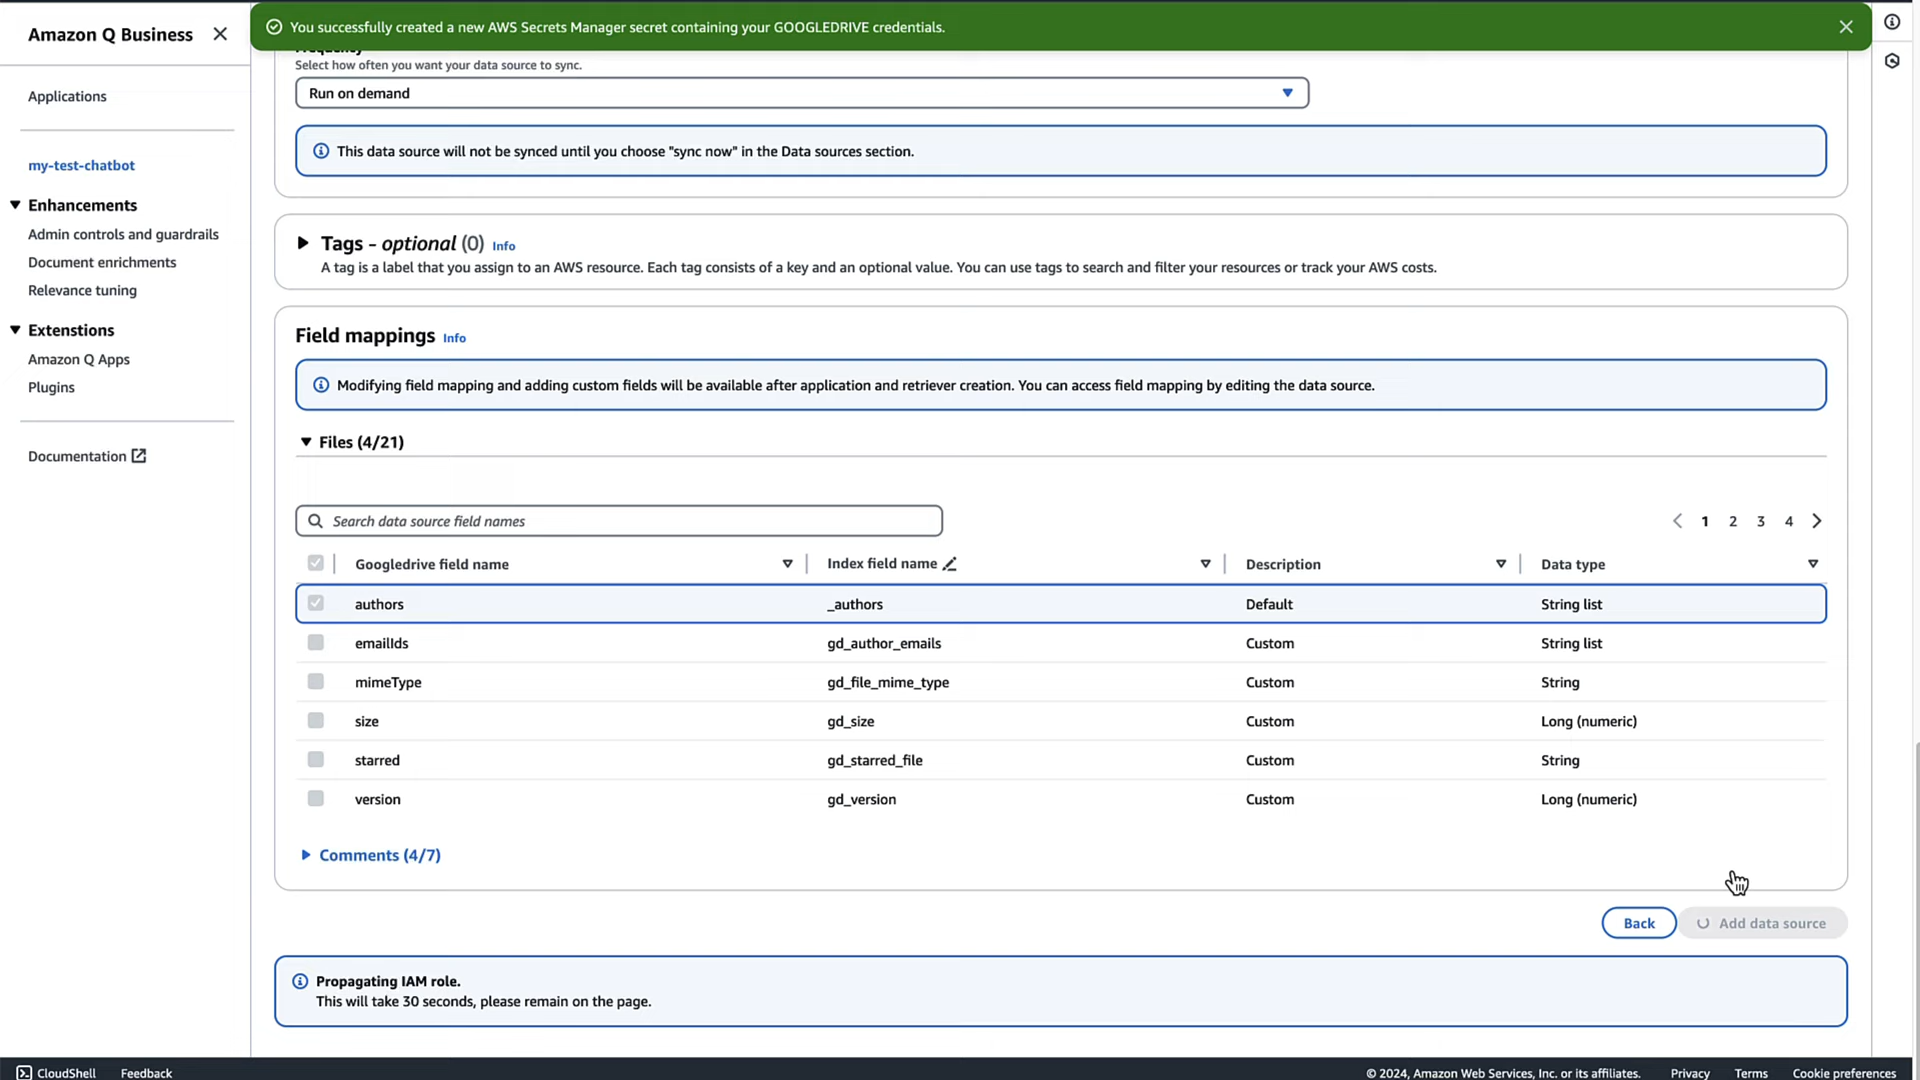 Amazon Q Business
You successfully created a new AWS Secrets Manager secret containing your GOOGLEDRIVE credentials.
Applications
my-test-chatbot
Enhancements
Admin controls and guardrails
Document enrichments
Relevance tuning
Extenstions
Amazon Q Apps
Plugins
Documentation
Frequency
Select how often you want your data source to sync.
Run on demand
This data source will not be synced until you choose "sync now" in the Data sources section.
Tags - optional (0) Info
A tag is a label that you assign to an AWS resource. Each tag consists of a key and an optional value. You can use tags to search and filter your resources or track your AWS costs.
Field mappings Info
Modifying field mapping and adding custom fields will be available after application and retriever creation. You can access field mapping by editing the data source.
Files (4/21)
Search data source field names
1 2 3 4
Googledrive field name Index field name Description Data type
authors _authors Default String list
emailIds gd_author_emails Custom String list
mimeType gd_file_mime_type Custom String
size gd_size Custom Long (numeric)
starred gd_starred_file Custom String
version gd_version Custom Long (numeric)
Comments (4/7)
Back Add data source
Propagating IAM role.
This will take 30 seconds, please remain on the page.
CloudShell Feedback © 2024, Amazon Web Services, Inc. or its affiliates. Privacy Terms Cookie preferences